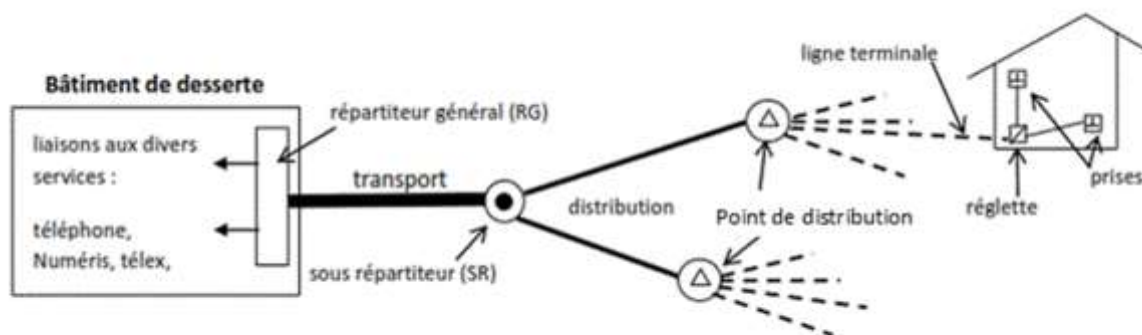 Bâtiment de desserte
répartiteur général (RG)
liaisons aux divers
services :
téléphone,
Numéris, télex,
transport
sous répartiteur (SR)
distribution
Point de distribution
ligne terminale
prises
réglette